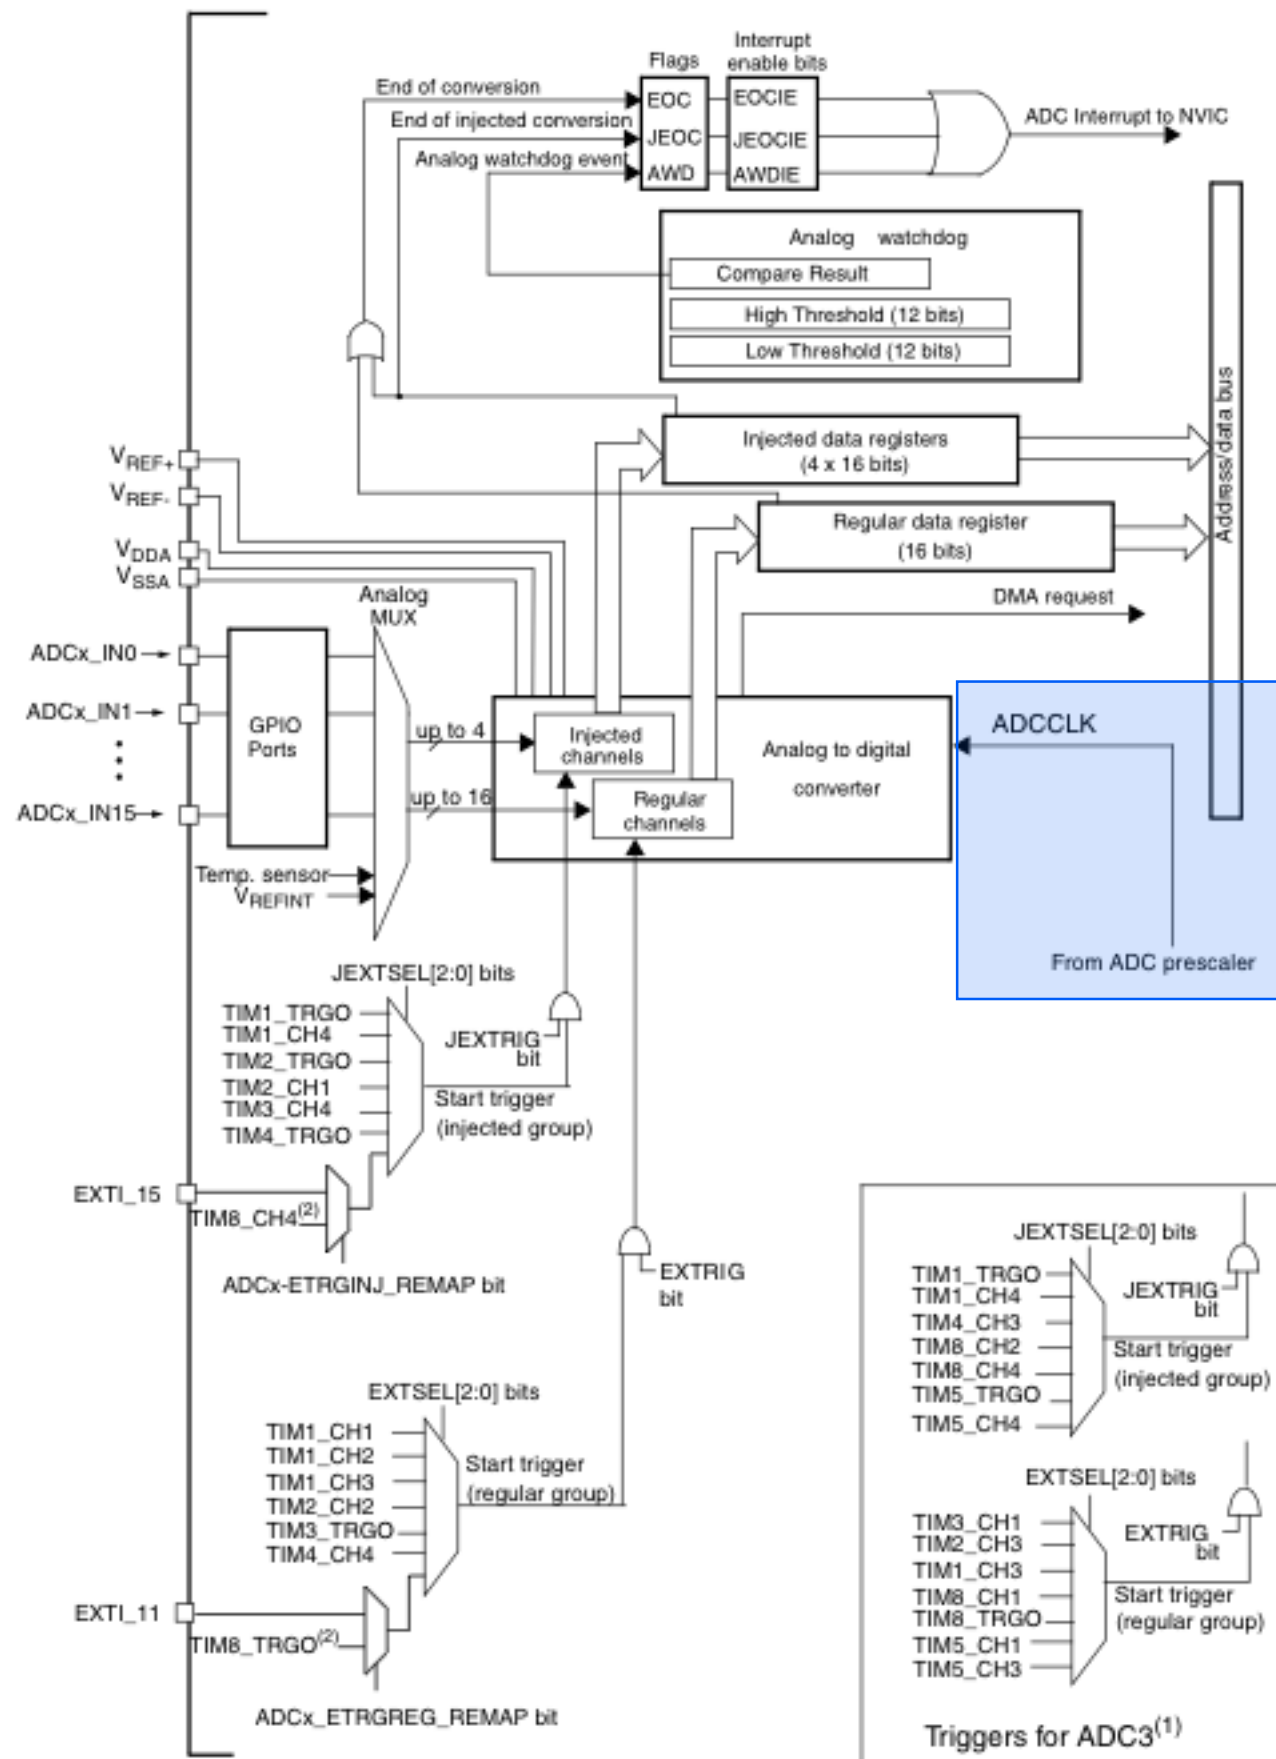 Flags
Interrupt
enable bits
End of conversion
EOC
EOCIE
End of injected conversion
JEOC
JEOCIE
ADC Interrupt to NVIC
Analog watchdog event
AWD
AWDIE
Analog watchdog
Compare Result
High Threshold (12 bits)
Low Threshold (12 bits)
Address/data bus
Injected data registers
(4 x 16 bits)
VREF+
VREF-
Regular data register
(16 bits)
VDDA
VSSA
DMA request
Analog
MUX
ADCx_IN0
ADCx_IN1
ADCx_IN15
GPIO
Ports
up to 4
up to 16
Injected
channels
Regular
channels
Analog to digital
converter
ADCCLK
From ADC prescaler
Temp. sensor
VREFINT
JEXTSEL[2:0] bits
TIM1_TRGO
TIM1_CH4
TIM2_TRGO
TIM2_CH1
TIM3_CH4
TIM4_TRGO
JEXTRIG
bit
Start trigger
(injected group)
EXTI_15
TIM8_CH4(2)
ADCx-ETRGINJ_REMAP bit
EXTRIG
bit
EXTSEL[2:0] bits
TIM1_CH1
TIM1_CH2
TIM1_CH3
TIM2_CH2
TIM3_TRGO
TIM4_CH4
Start trigger
(regular group)
EXTI_11
TIM8_TRGO(2)
ADCx_ETRGREG_REMAP bit
JEXTSEL[2:0] bits
TIM1_TRGO
TIM1_CH4
TIM4_CH3
TIM8_CH2
TIM8_CH4
TIM5_TRGO
TIM5_CH4
JEXTRIG
bit
Start trigger
(injected group)
EXTSEL[2:0] bits
TIM3_CH1
TIM2_CH3
TIM1_CH3
TIM8_CH1
TIM8_TRGO
TIM5_CH1
TIM5_CH3
EXTRIG
bit
Start trigger
(regular group)
Triggers for ADC3(1)